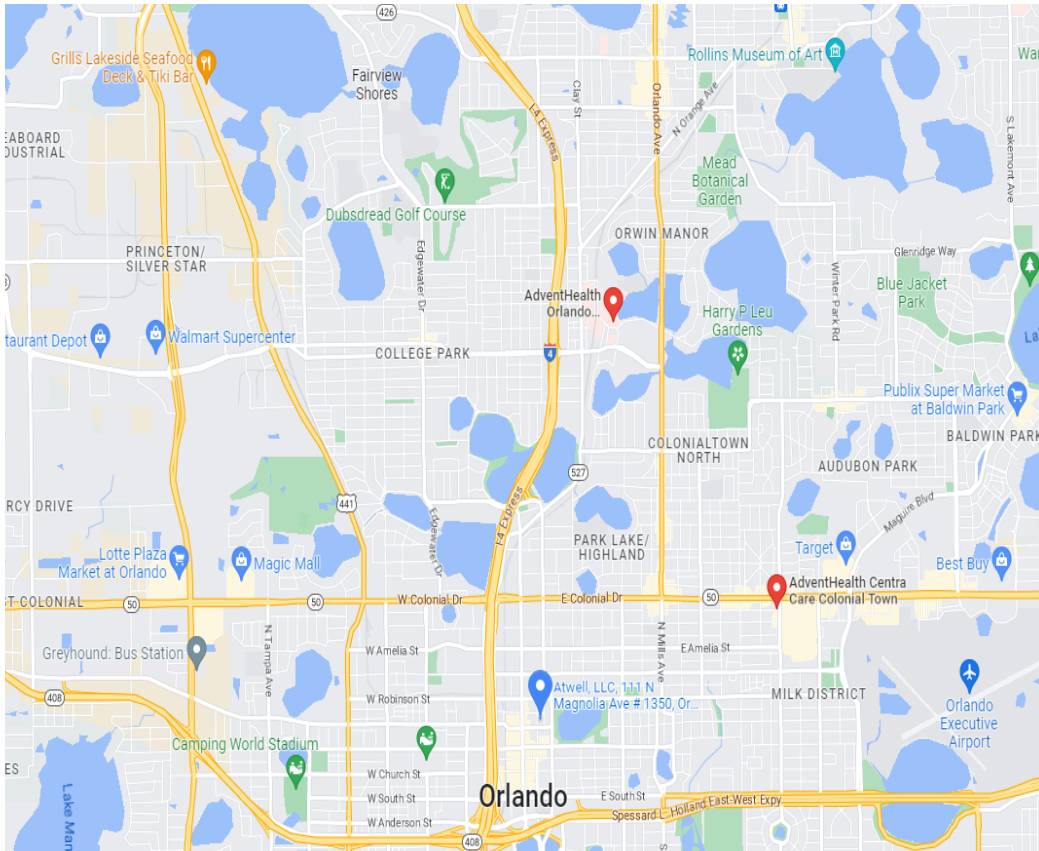 426
Grills Lakeside Seafood
Deck & Tiki Bar
Fairview
Shores
I-4 Express
Clay St
Orlando Ave
N Orange Ave
Rollins Museum of Art
War
S Lakemont Ave
EABOARD
DUSTRIAL
Mead
Botanical
Garden
Dubsdread Golf Course
ORWIN MANOR
PRINCETON/
SILVER STAR
Edgewater Dr
Glenridge Way
Winter Park Rd
Blue Jacket
Park
AdventHealth
Orlando...
Harry P Leu
Gardens
taurant Depot
Walmart Supercenter
COLLEGE PARK
4
La
Publix Super Market
at Baldwin Park
COLONIALTOWN
NORTH
BALDWIN PARK
AUDUBON PARK
527
441
RCY DRIVE
I-4 Express
Edgewater Dr
Maguire Blvd
PARK LAKE/
HIGHLAND
Lotte Plaza
Market at Orlando
Magic Mall
Target
Best Buy
AdventHealth Centra
Care Colonial Town
T COLONIAL
50
50
W Colonial Dr
E Colonial Dr
50
N Tampa Ave
N Mills Ave
Greyhound: Bus Station
W Amelia St
E Amelia St
408
W Robinson St
Atwell, LLC, 111 N
Magnolia Ave # 1350, Or...
MILK DISTRICT
Orlando
Executive
Airport
Camping World Stadium
W Church St
ES
Lake Man
W South St
Orlando
E South St
Spessard L. Holland East-West Expy
W Anderson St
408
S